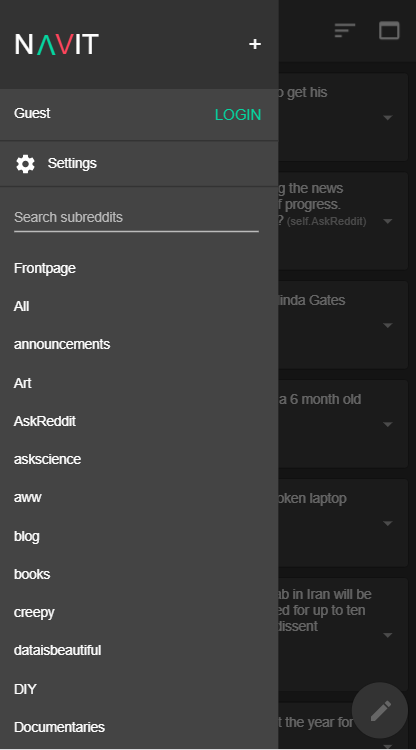 NAVIT
+
Guest
LOGIN
Settings
Search subreddits
Frontpage
All
announcements
Art
AskReddit
askscience
aww
blog
books
creepy
dataisbeautiful
DIY
Documentaries
o get his
g the news
f progress.
? (self.AskReddit)
linda Gates
a 6 month old
oken laptop
ab in Iran will be
ed for up to ten
dissent
t the year for